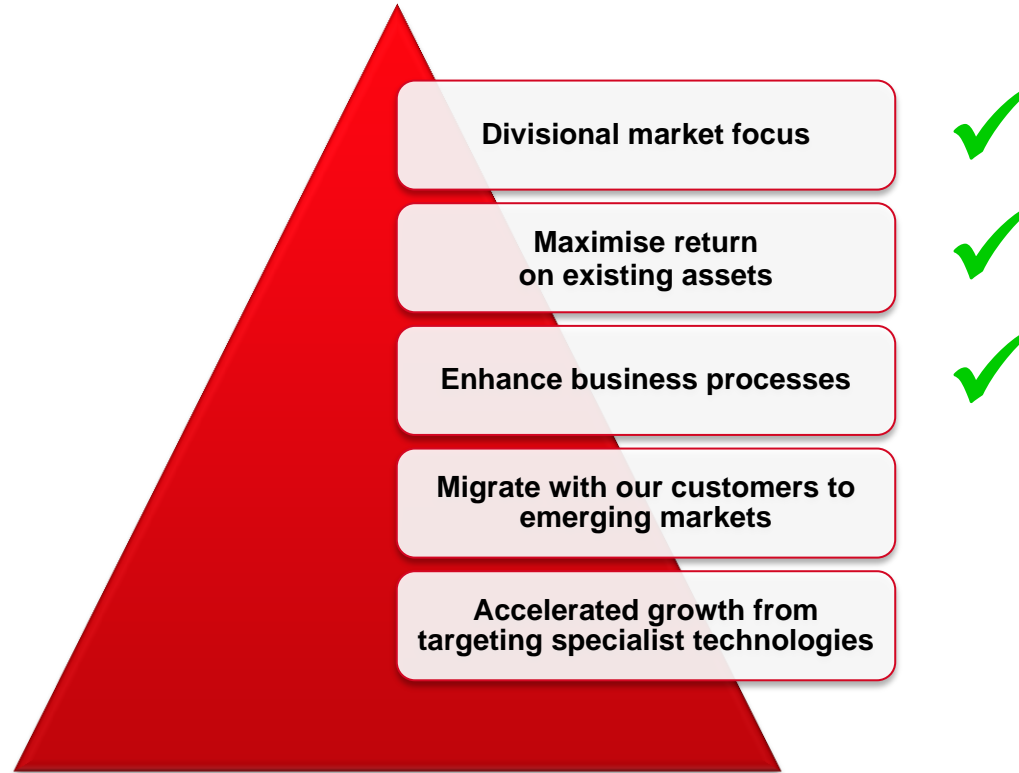 Divisional market focus
Maximise return
on existing assets
Enhance business processes
Migrate with our customers to
emerging markets
Accelerated growth from
targeting specialist technologies